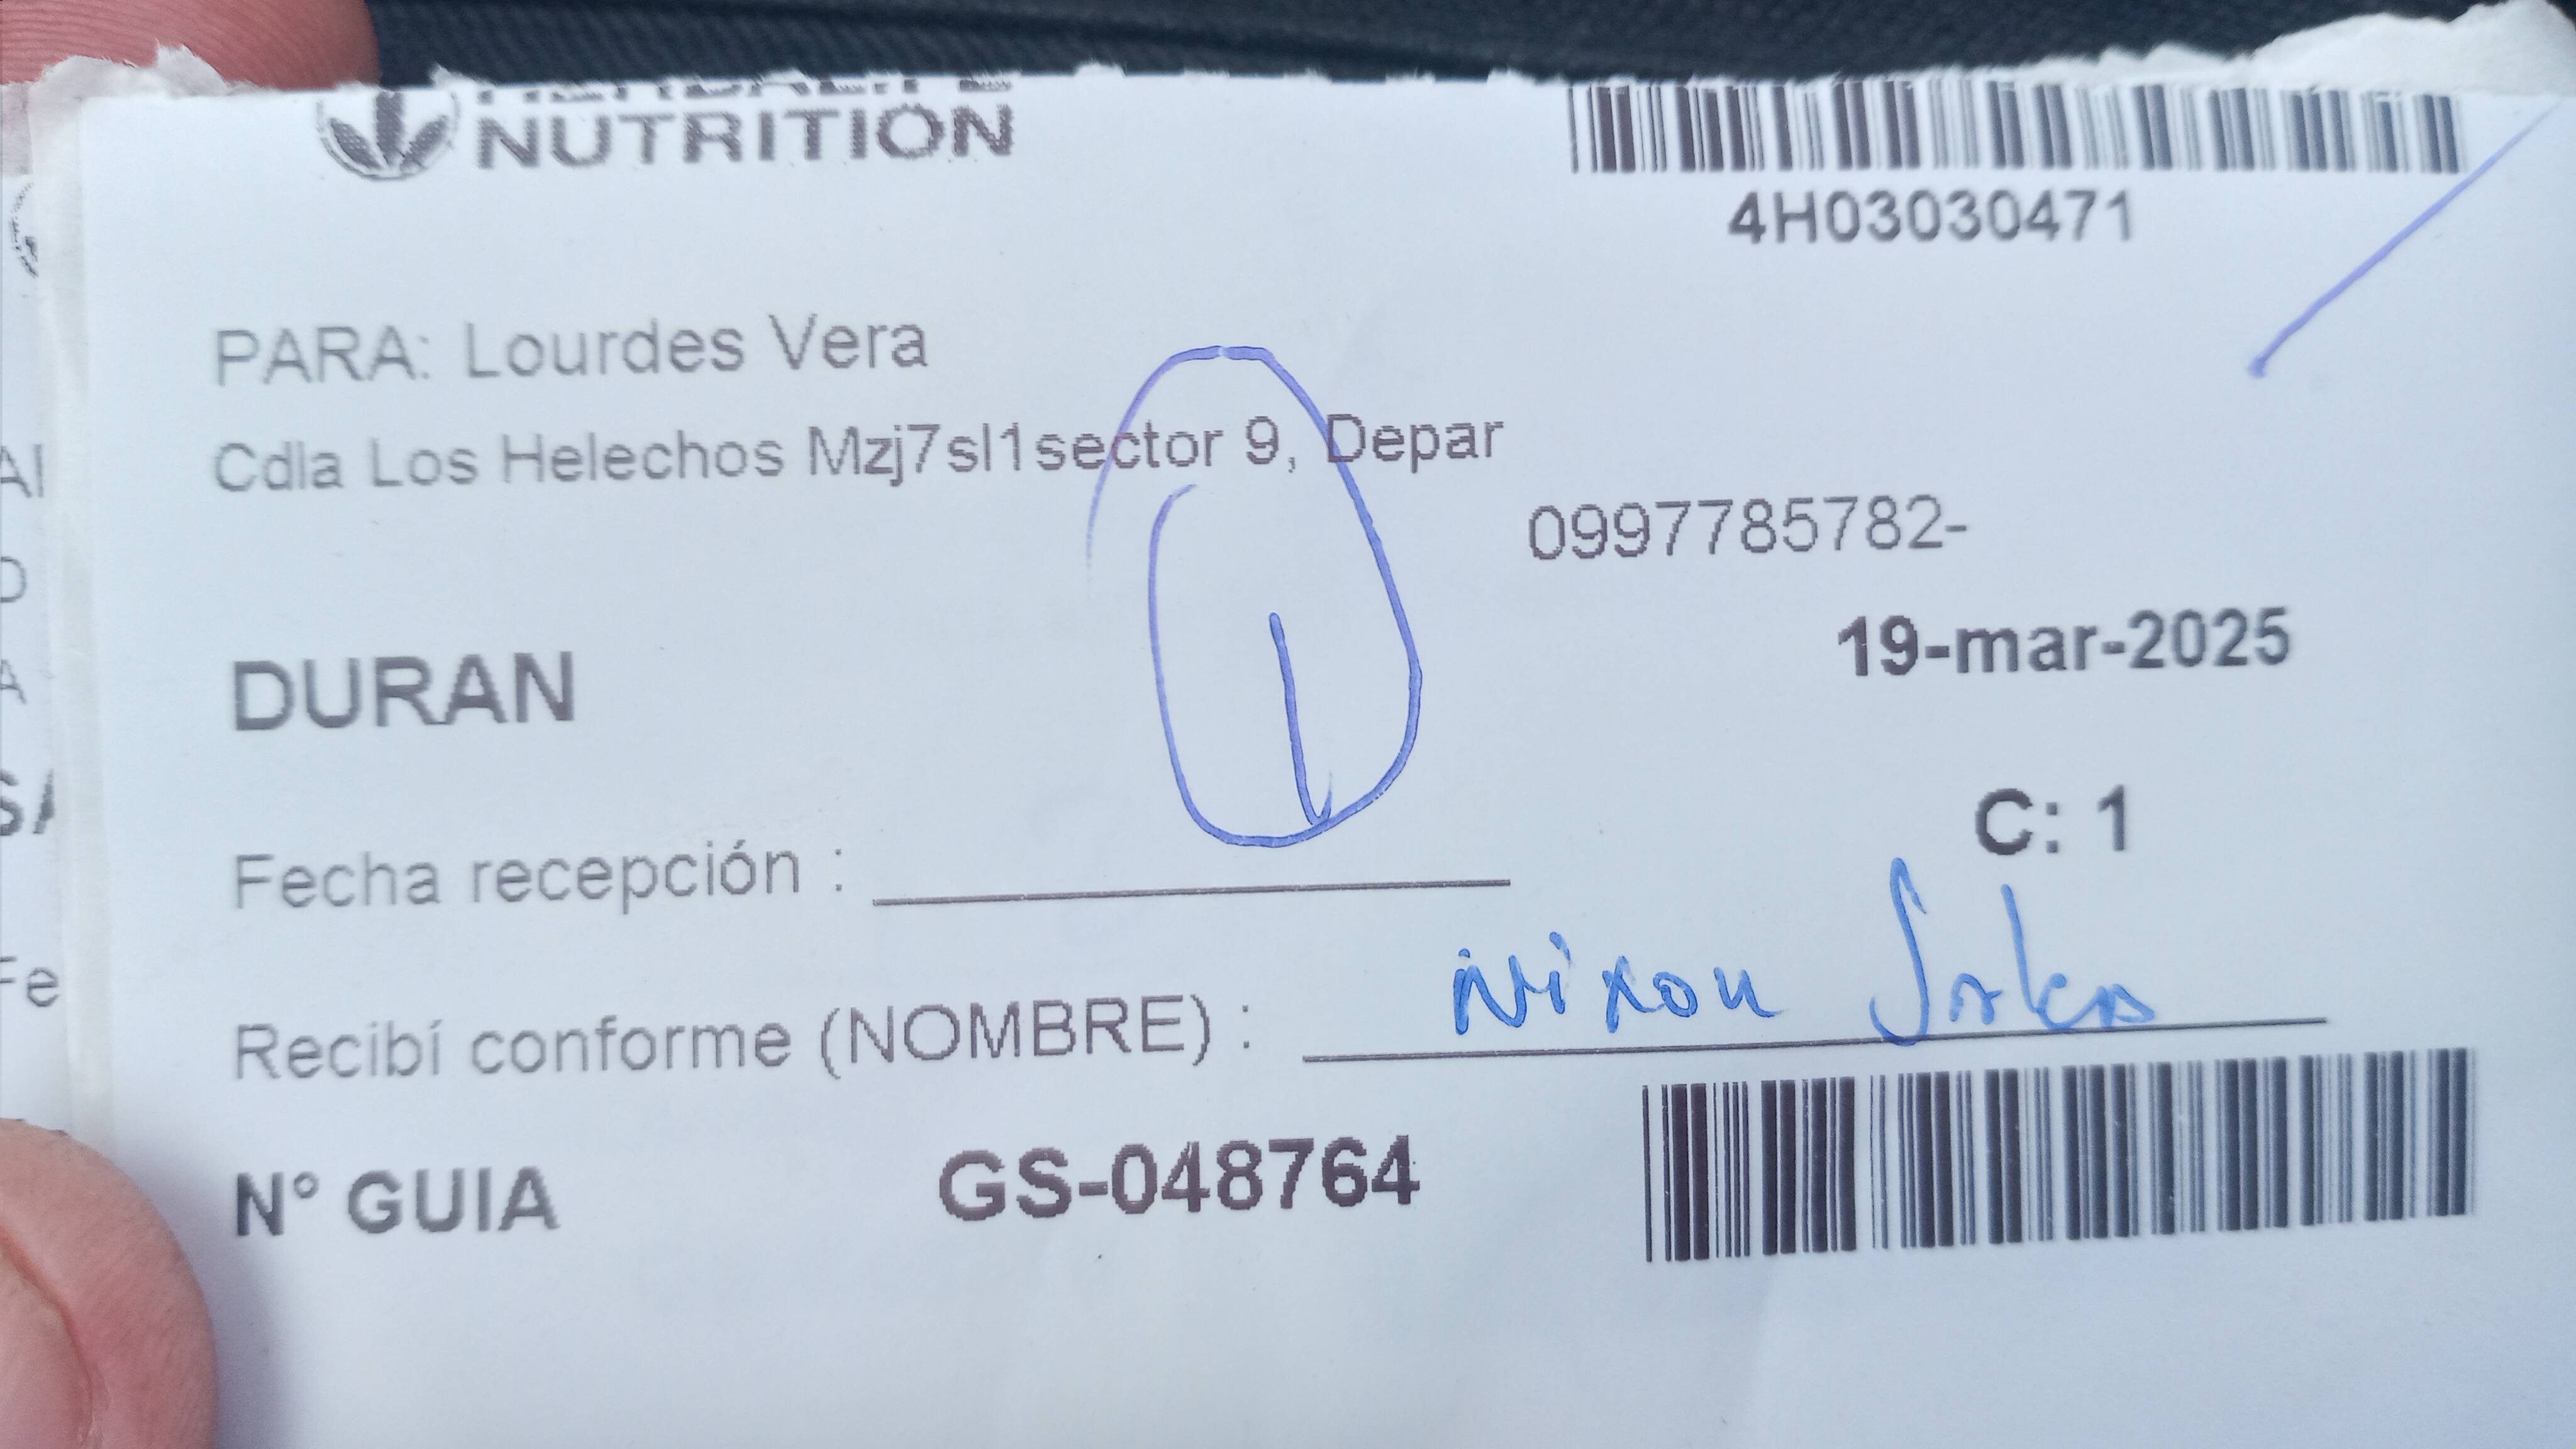 NUTRITION
4H03030471
PARA: Lourdes Vera
Cdla Los Helechos Mzj7sl1sector 9, Depar
0997785782-
19-mar-2025
DURAN
1
C: 1
Fecha recepción :
Recibí conforme (NOMBRE) : Nixon
N° GUIA GS-048764